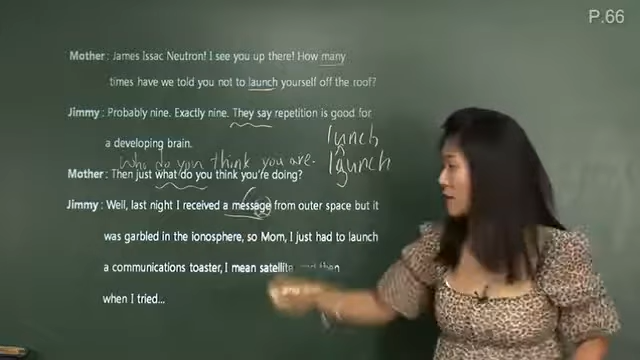 P.66
Mother : James Issac Neutron! I see you up there! How many
times have we told you not to launch yourself off the roof?
Jimmy : Probably nine. Exactly nine. They say repetition is good for
a developing brain.
lunch
who do you think you are.
launch
Mother : Then just what do you think you're doing?
Jimmy : Well, last night I received a message from outer space but it
was garbled in the ionosphere, so Mom, I just had to launch
a communications toaster, I mean satellite, and then
when I tried...